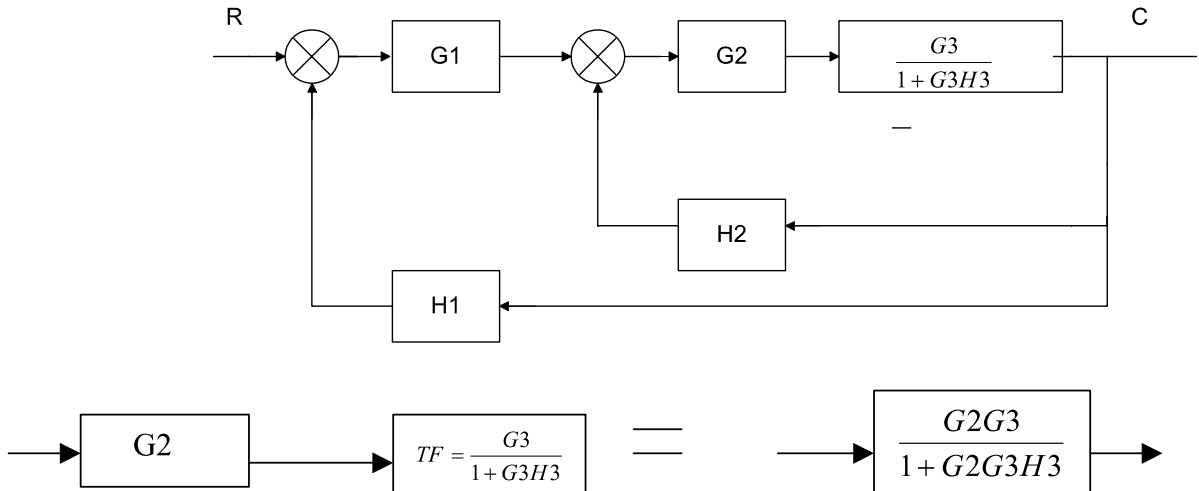 R
C
G1
G2
G3
1 + G3H3
—
H2
H1
G2
TF = G3
1 + G3H3
=
G2G3
1 + G2G3H3